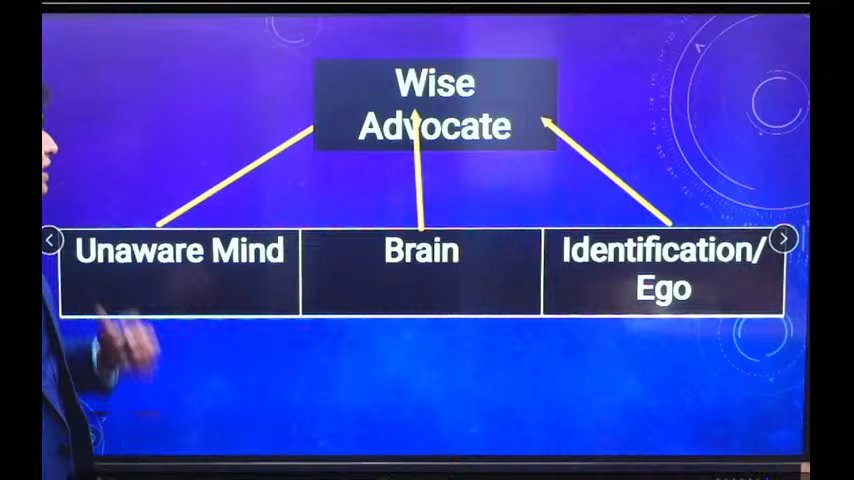 Wise
Advocate
Unaware Mind
Brain
Identification/
Ego